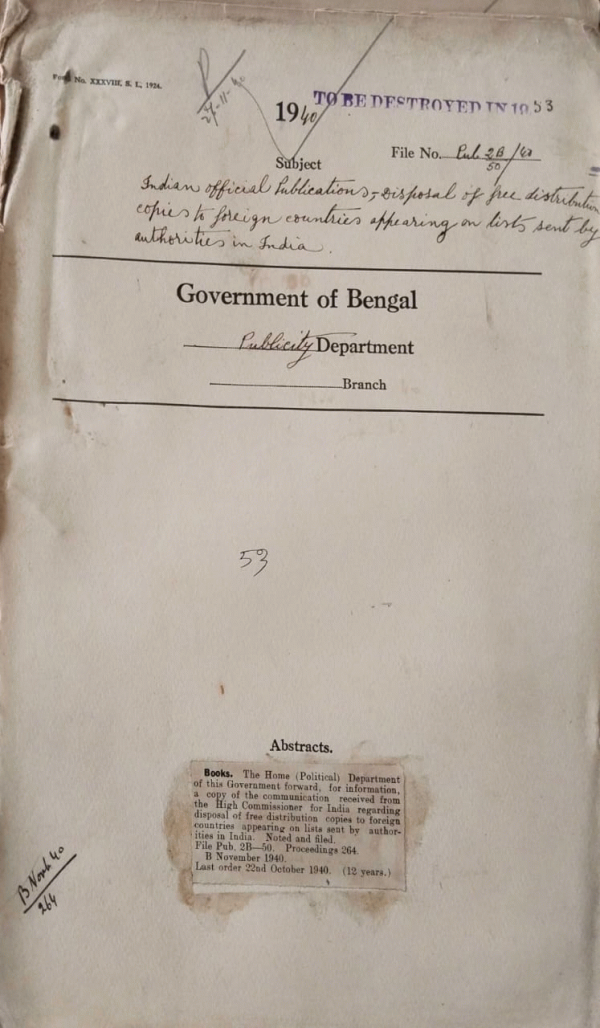 Form No. XXXVIII, S. I., 1924.
27-11-40
1940
TO BE DESTROYED IN 1953
File No. Pub 2B/40
50
Subject
Indian official Publications,- Disposal of free distribution
copies to foreign countries appearing on lists sent by
authorities in India.
Government of Bengal
Publicity Department
Branch
53
Abstracts.
Books. The Home (Political) Department
of this Government forward, for information,
a copy of the communication received from
the High Commissioner for India regarding
disposal of free distribution copies to foreign
countries appearing on lists sent by author-
ities in India. Noted and filed.
File Pub. 2B—50. Proceedings 264.
B November 1940.
Last order 22nd October 1940. (12 years.)
B Novb 40
264